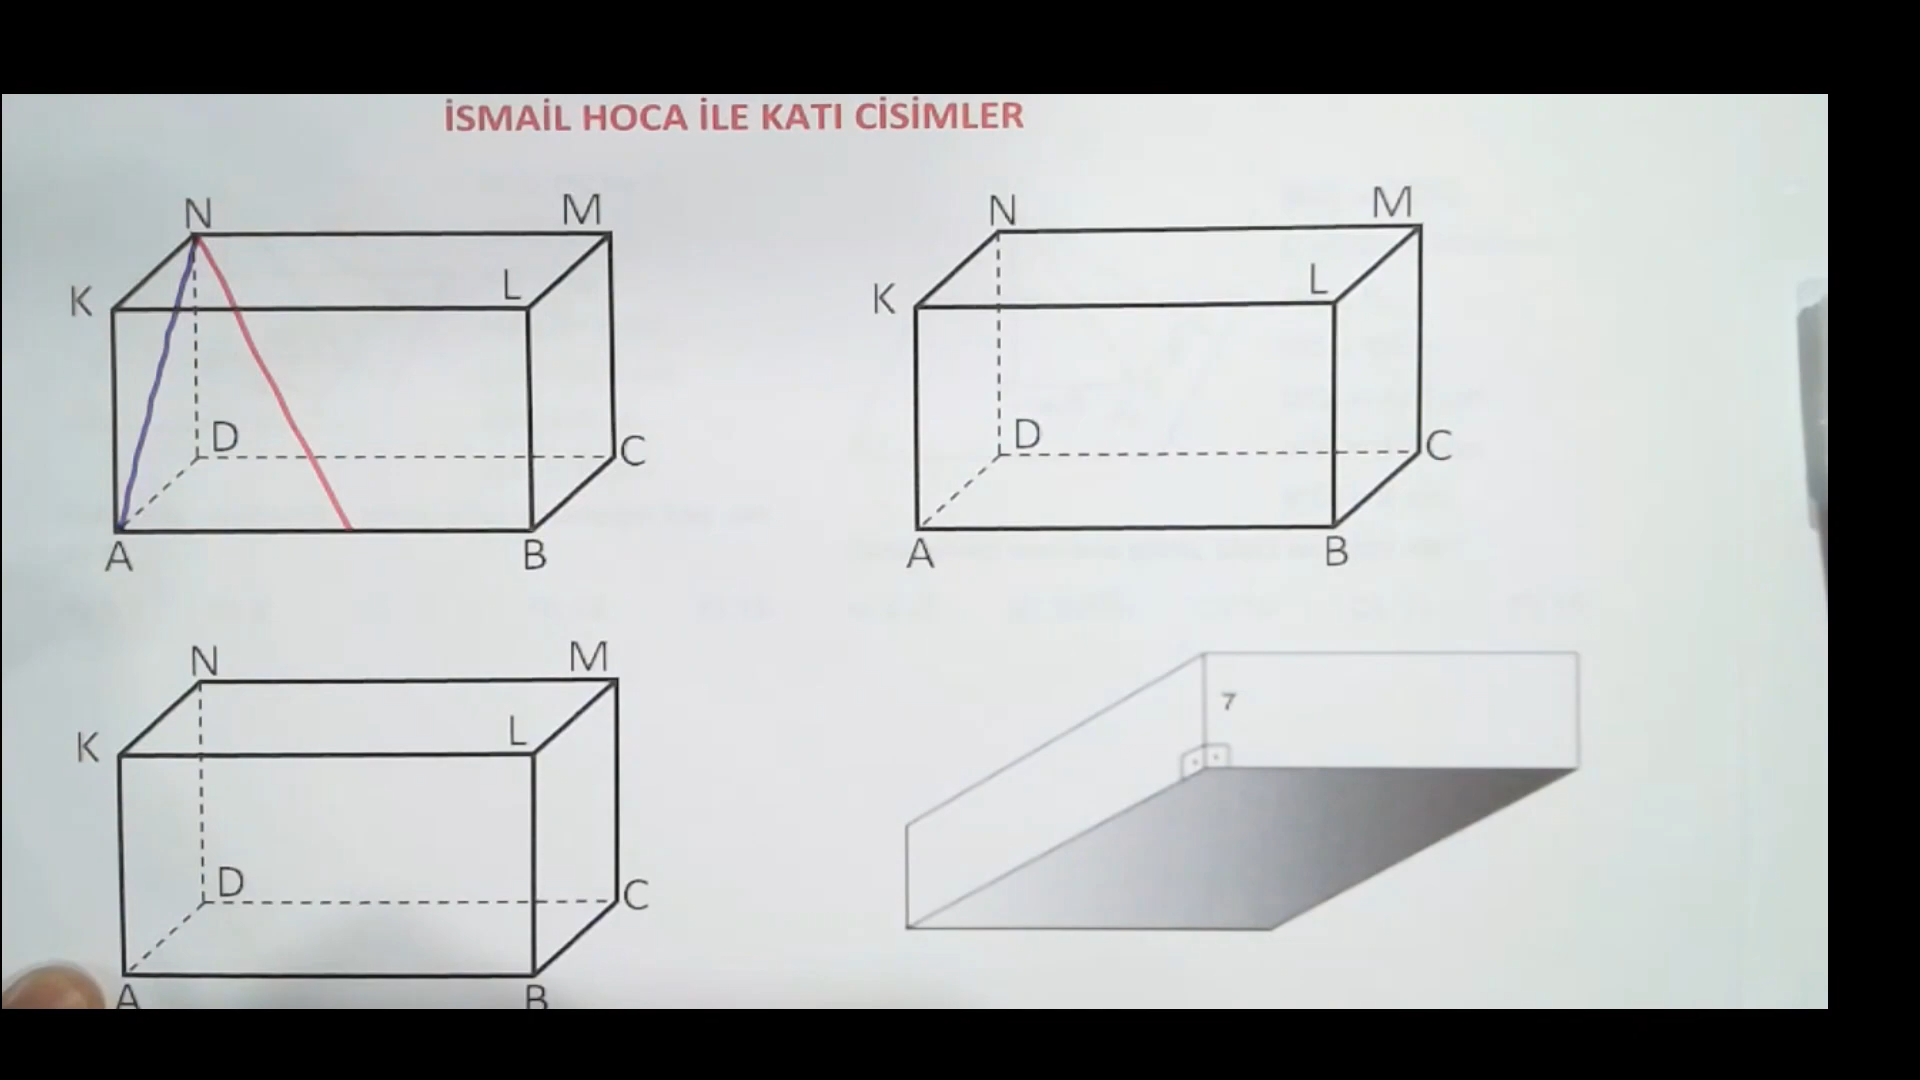 İSMAİL HOCA İLE KATI CİSİMLER
N M
K L
D C
A B
N M
K L
D C
A B
N M
K L
D C
A B
7